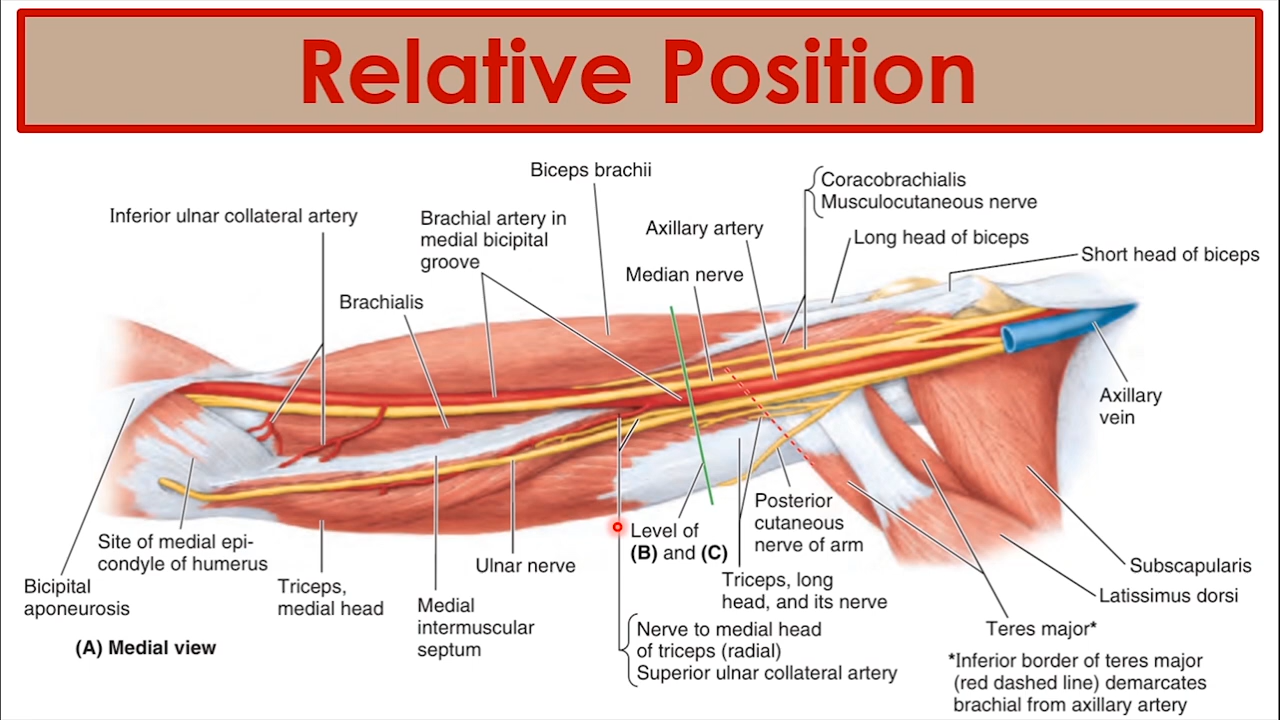 Relative Position
Biceps brachii
Coracobrachialis
Musculocutaneous nerve
Inferior ulnar collateral artery
Brachial artery in
medial bicipital
groove
Axillary artery
Long head of biceps
Short head of biceps
Median nerve
Brachialis
Axillary
vein
Posterior
cutaneous
nerve of arm
Level of
(B) and (C)
Site of medial epi-
condyle of humerus
Ulnar nerve
Subscapularis
Bicipital
aponeurosis
Triceps,
medial head
Triceps, long
head, and its nerve
Latissimus dorsi
Medial
intermuscular
septum
Nerve to medial head
of triceps (radial)
Superior ulnar collateral artery
Teres major*
(A) Medial view
*Inferior border of teres major
(red dashed line) demarcates
brachial from axillary artery